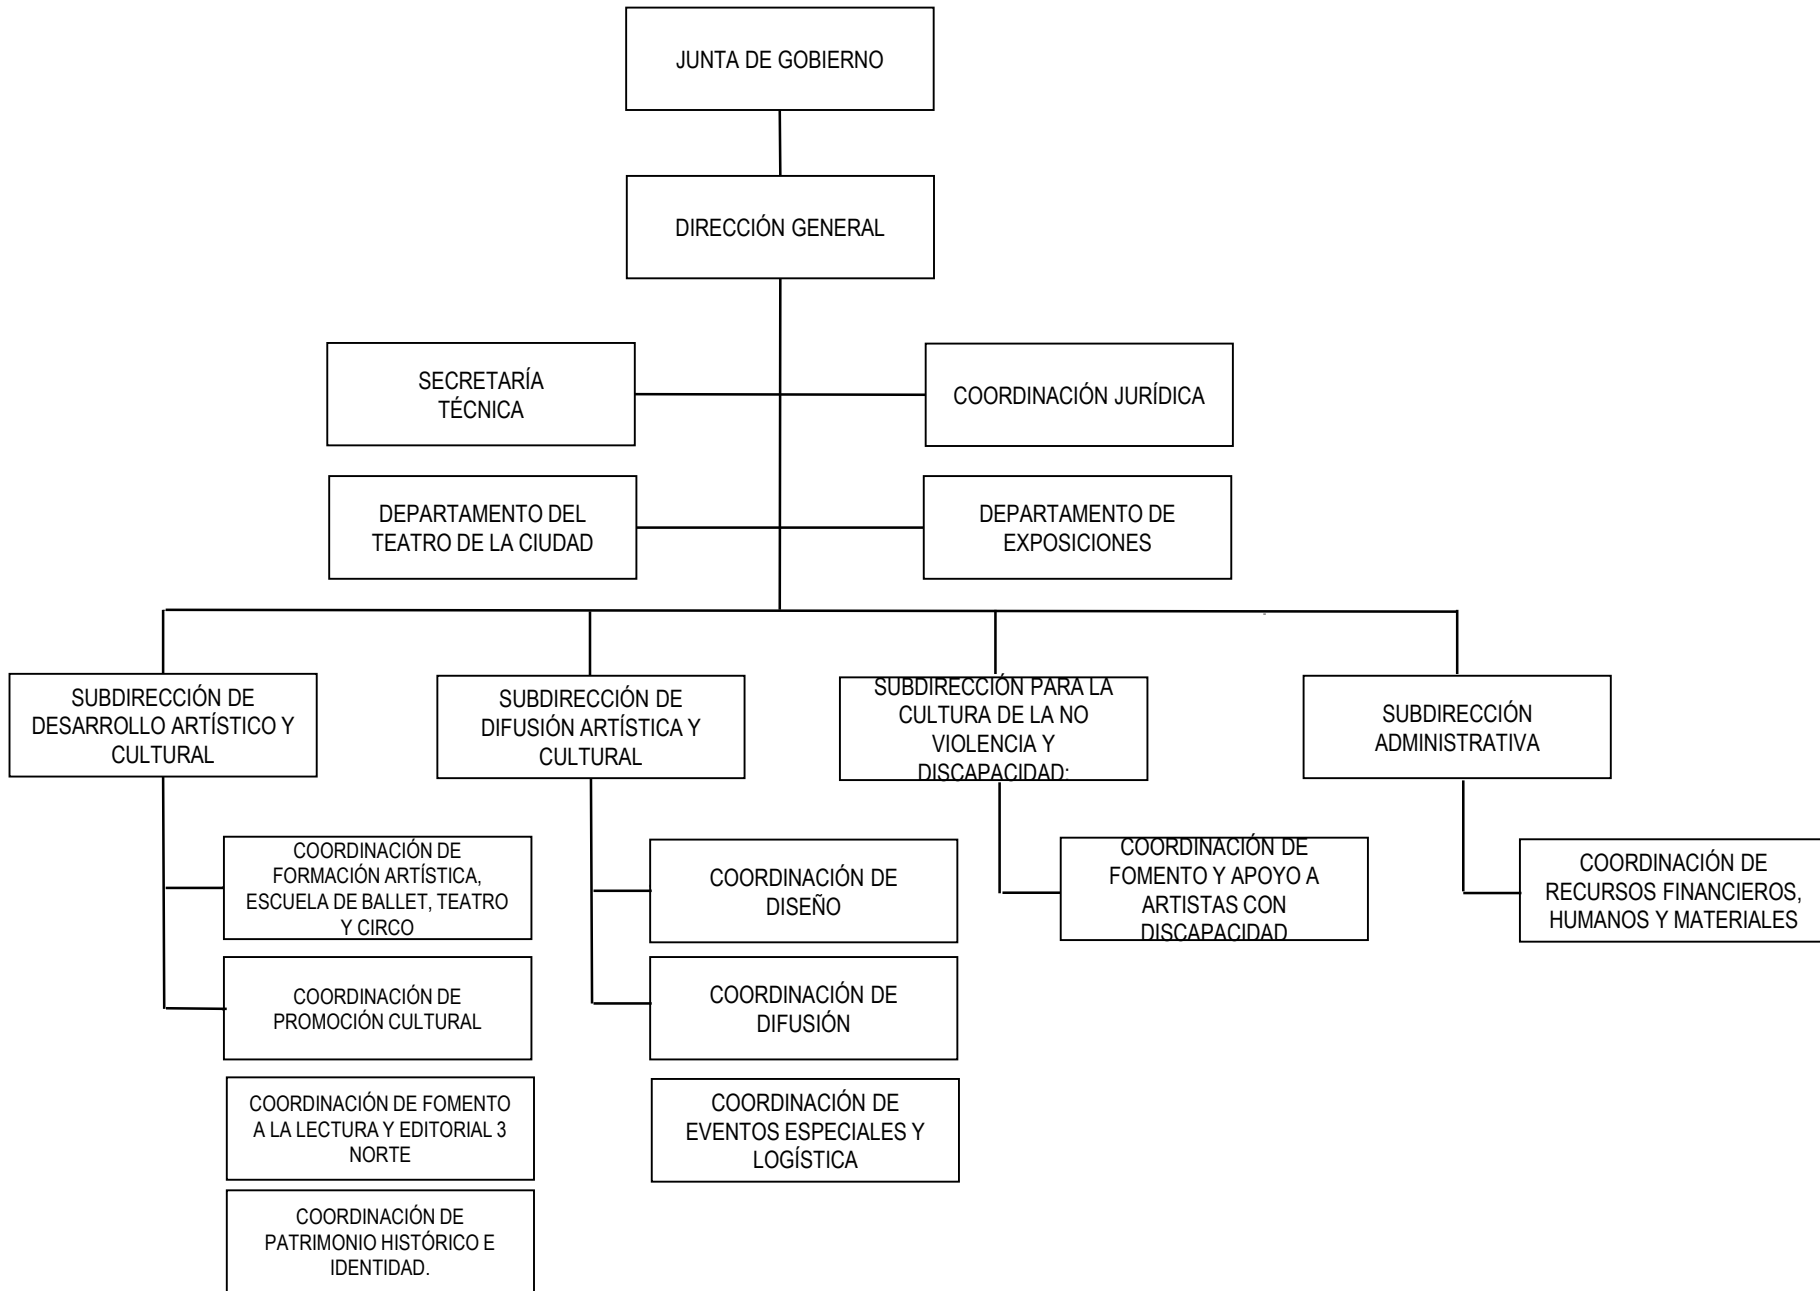 JUNTA DE GOBIERNO
DIRECCIÓN GENERAL
SECRETARÍA
TÉCNICA
COORDINACIÓN JURÍDICA
DEPARTAMENTO DEL
TEATRO DE LA CIUDAD
DEPARTAMENTO DE
EXPOSICIONES
SUBDIRECCIÓN DE
DESARROLLO ARTÍSTICO Y
CULTURAL
SUBDIRECCIÓN DE
DIFUSIÓN ARTÍSTICA Y
CULTURAL
SUBDIRECCIÓN PARA LA
CULTURA DE LA NO
VIOLENCIA Y
DISCAPACIDAD:
SUBDIRECCIÓN
ADMINISTRATIVA
COORDINACIÓN DE
FORMACIÓN ARTÍSTICA,
ESCUELA DE BALLET, TEATRO
Y CIRCO
COORDINACIÓN DE
DISEÑO
COORDINACIÓN DE
FOMENTO Y APOYO A
ARTISTAS CON
DISCAPACIDAD
COORDINACIÓN DE
RECURSOS FINANCIEROS,
HUMANOS Y MATERIALES
COORDINACIÓN DE
PROMOCIÓN CULTURAL
COORDINACIÓN DE
DIFUSIÓN
COORDINACIÓN DE FOMENTO
A LA LECTURA Y EDITORIAL 3
NORTE
COORDINACIÓN DE
EVENTOS ESPECIALES Y
LOGÍSTICA
COORDINACIÓN DE
PATRIMONIO HISTÓRICO E
IDENTIDAD.